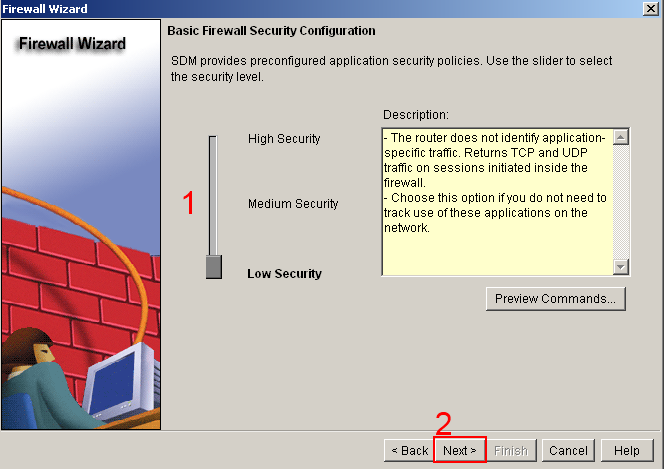 Firewall Wizard
Firewall Wizard
Basic Firewall Security Configuration
SDM provides preconfigured application security policies. Use the slider to select
the security level.
Description:
High Security
- The router does not identify application-
specific traffic. Returns TCP and UDP
traffic on sessions initiated inside the
firewall.
- Choose this option if you do not need to
track use of these applications on the
network.
1
Medium Security
Low Security
Preview Commands...
2
< Back
Next >
Finish
Cancel
Help